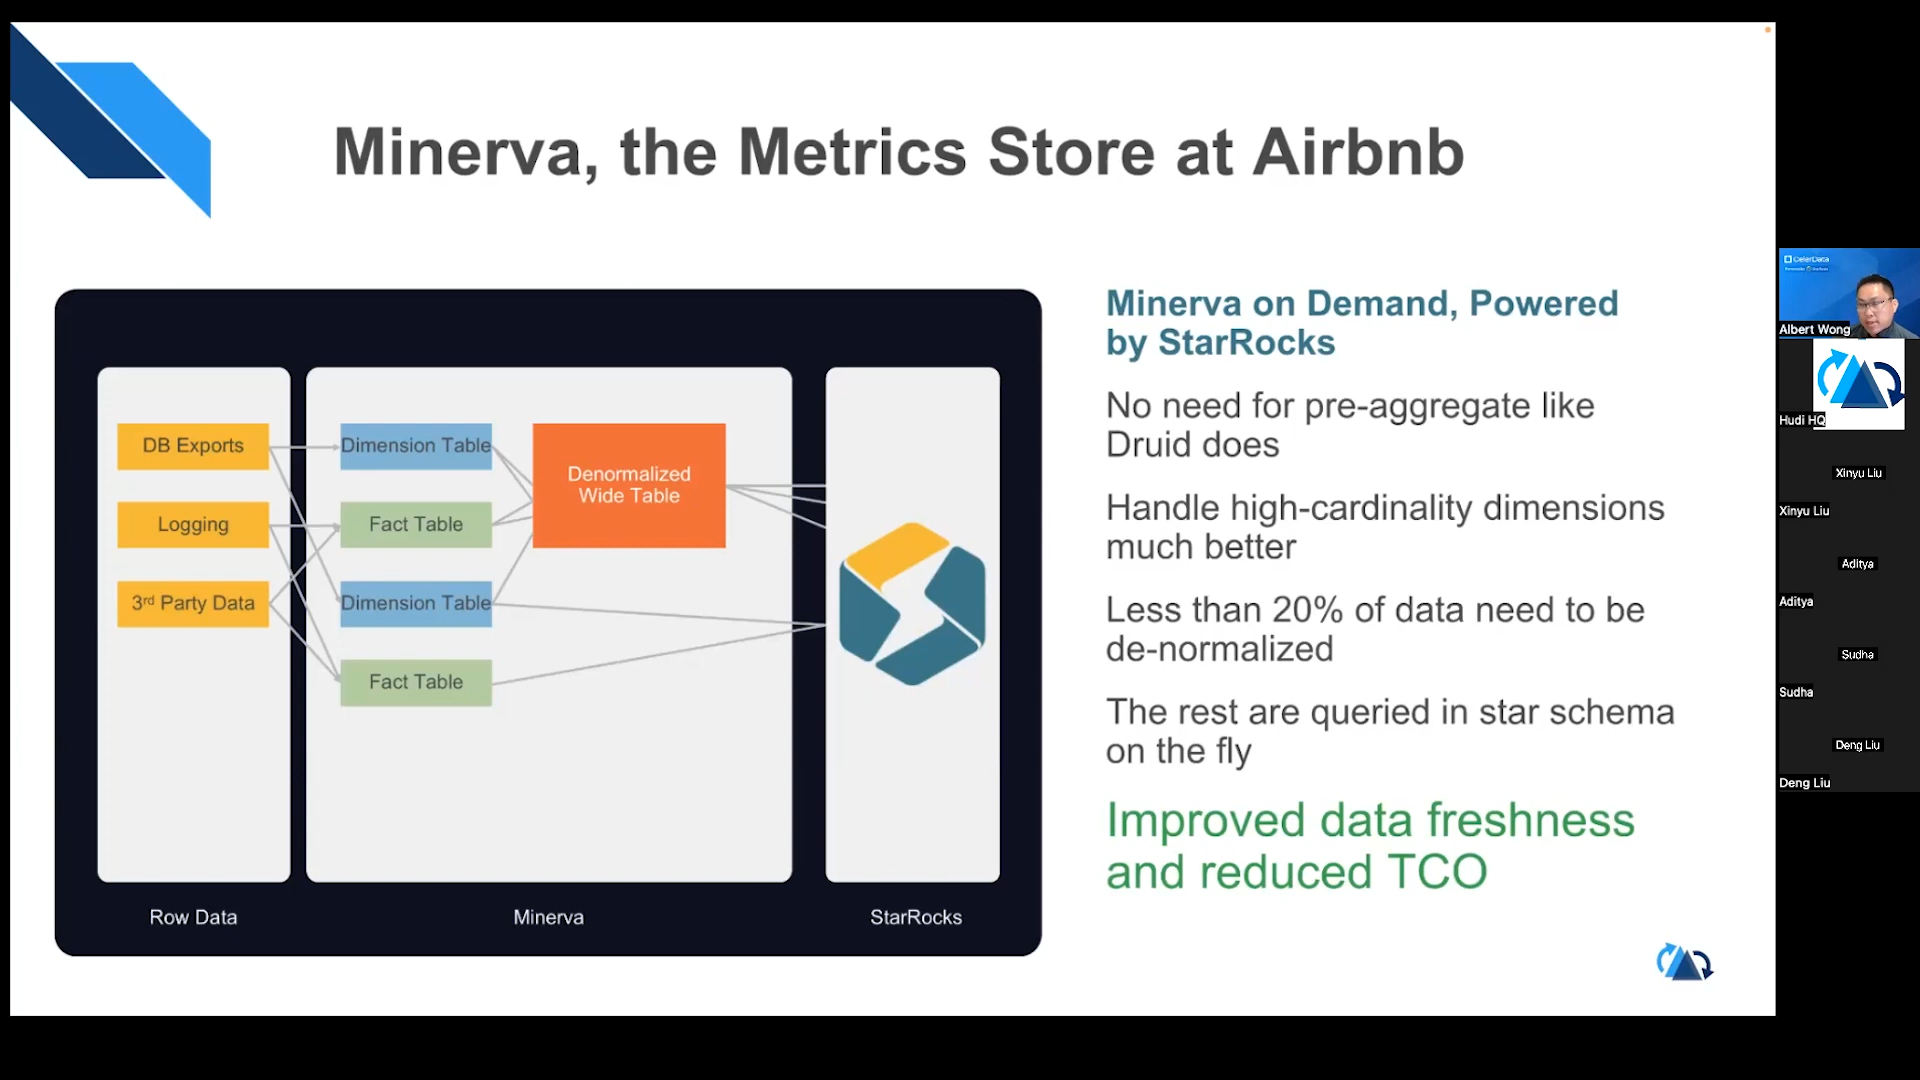 Minerva, the Metrics Store at Airbnb
DB Exports
Logging
3rd Party Data
Row Data
Dimension Table
Fact Table
Dimension Table
Fact Table
Denormalized
Wide Table
Minerva
StarRocks
Minerva on Demand, Powered
by StarRocks
No need for pre-aggregate like
Druid does
Handle high-cardinality dimensions
much better
Less than 20% of data need to be
de-normalized
The rest are queried in star schema
on the fly
Improved data freshness
and reduced TCO
CelerData
Albert Wong
Hudi HQ
Xinyu Liu
Xinyu Liu
Aditya
Aditya
Sudha
Sudha
Deng Liu
Deng Liu